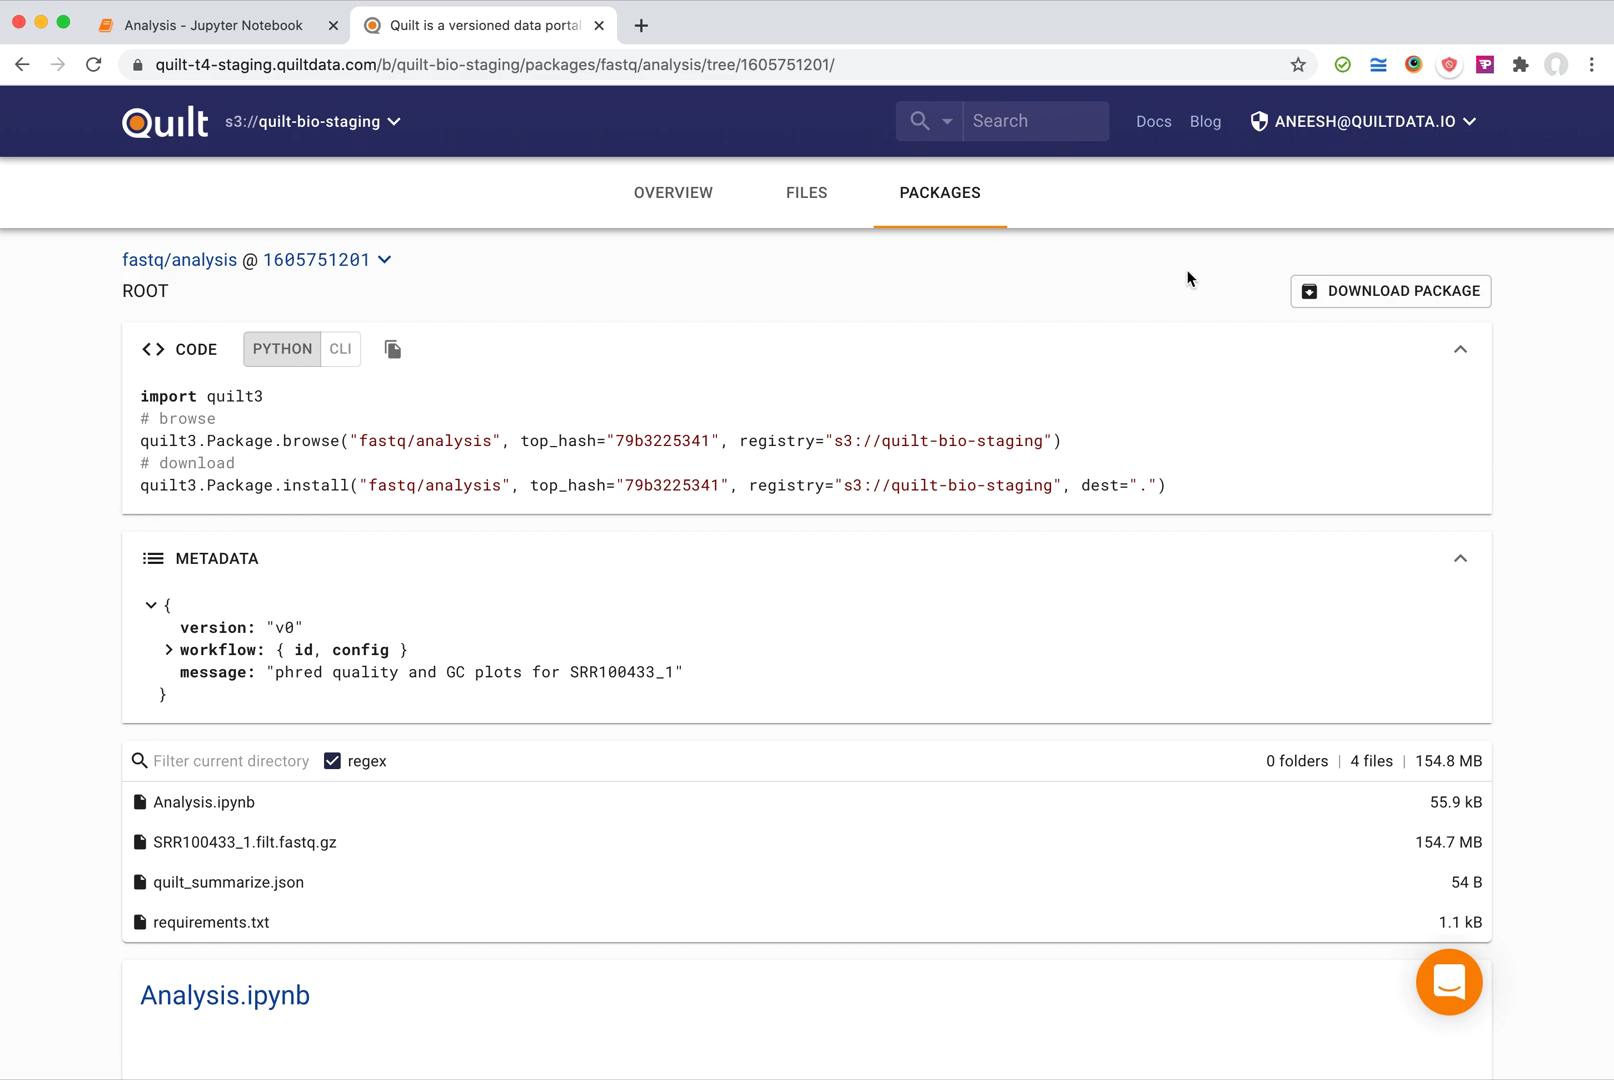 Analysis - Jupyter Notebook
Quilt is a versioned data porta
quilt-t4-staging.quiltdata.com/b/quilt-bio-staging/packages/fastq/analysis/tree/1605751201/
Quilt s3://quilt-bio-staging Search Docs Blog ANEESH@QUILTDATA.IO
OVERVIEW FILES PACKAGES
fastq/analysis @ 1605751201
ROOT
DOWNLOAD PACKAGE
CODE PYTHON CLI
import quilt3
# browse
quilt3.Package.browse("fastq/analysis", top_hash="79b3225341", registry="s3://quilt-bio-staging")
# download
quilt3.Package.install("fastq/analysis", top_hash="79b3225341", registry="s3://quilt-bio-staging", dest=".")
METADATA
{
version: "v0"
workflow: { id, config }
message: "phred quality and GC plots for SRR100433_1"
}
Filter current directory regex 0 folders | 4 files | 154.8 MB
Analysis.ipynb 55.9 kB
SRR100433_1.filt.fastq.gz 154.7 MB
quilt_summarize.json 54 B
requirements.txt 1.1 kB
Analysis.ipynb